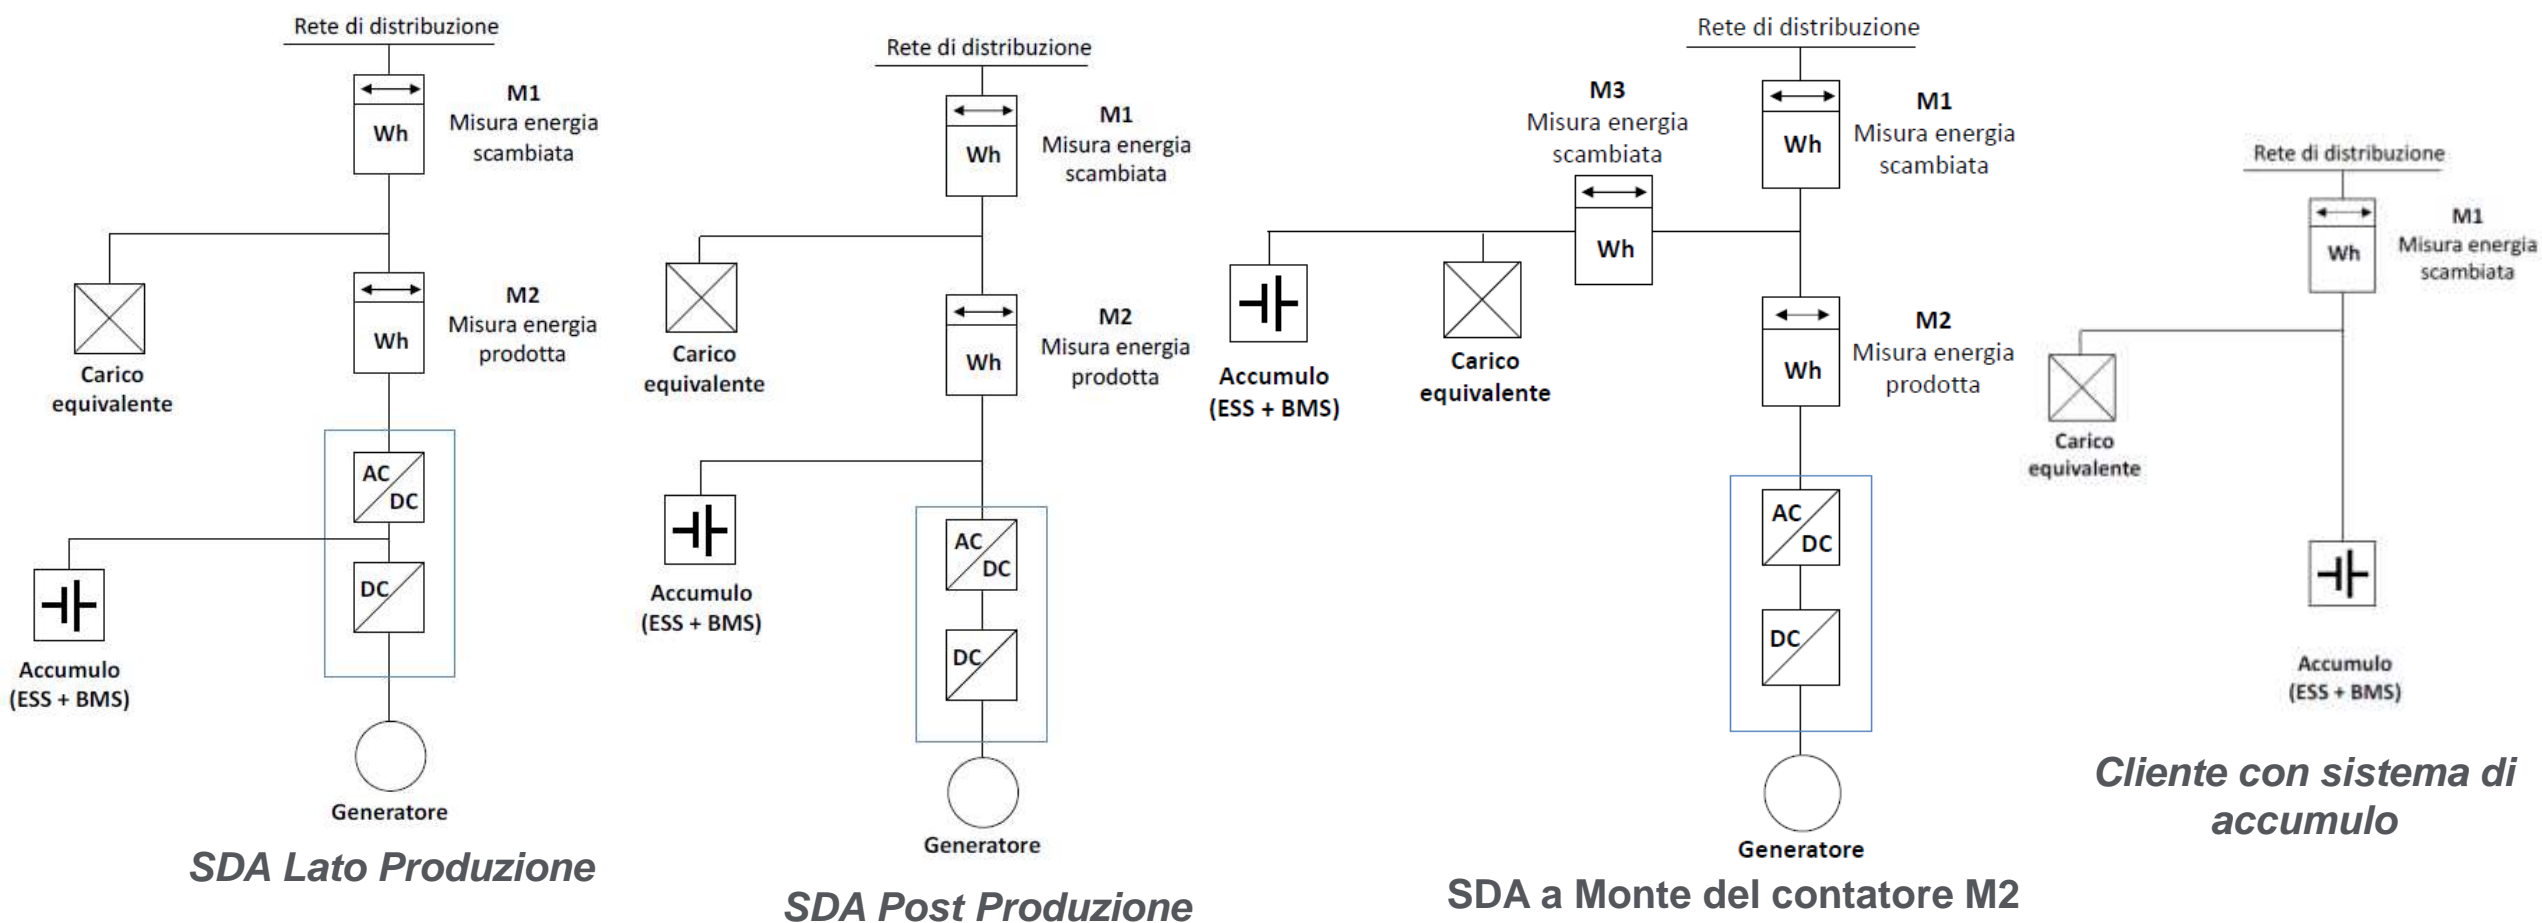 Rete di distribuzione
M1
Misura energia
scambiata
Wh
M2
Misura energia
prodotta
Wh
Carico
equivalente
AC
DC
DC
Accumulo
(ESS + BMS)
Generatore
SDA Lato Produzione
Rete di distribuzione
M1
Misura energia
scambiata
Wh
Carico
equivalente
M2
Misura energia
prodotta
Wh
Accumulo
(ESS + BMS)
AC
DC
DC
Generatore
SDA Post Produzione
Rete di distribuzione
M3
Misura energia
scambiata
Wh
M1
Misura energia
scambiata
Wh
Accumulo
(ESS + BMS)
Carico
equivalente
M2
Misura energia
prodotta
Wh
AC
DC
DC
Generatore
SDA a Monte del contatore M2
Rete di distribuzione
M1
Misura energia
scambiata
Wh
Carico
equivalente
Accumulo
(ESS + BMS)
Cliente con sistema di
accumulo